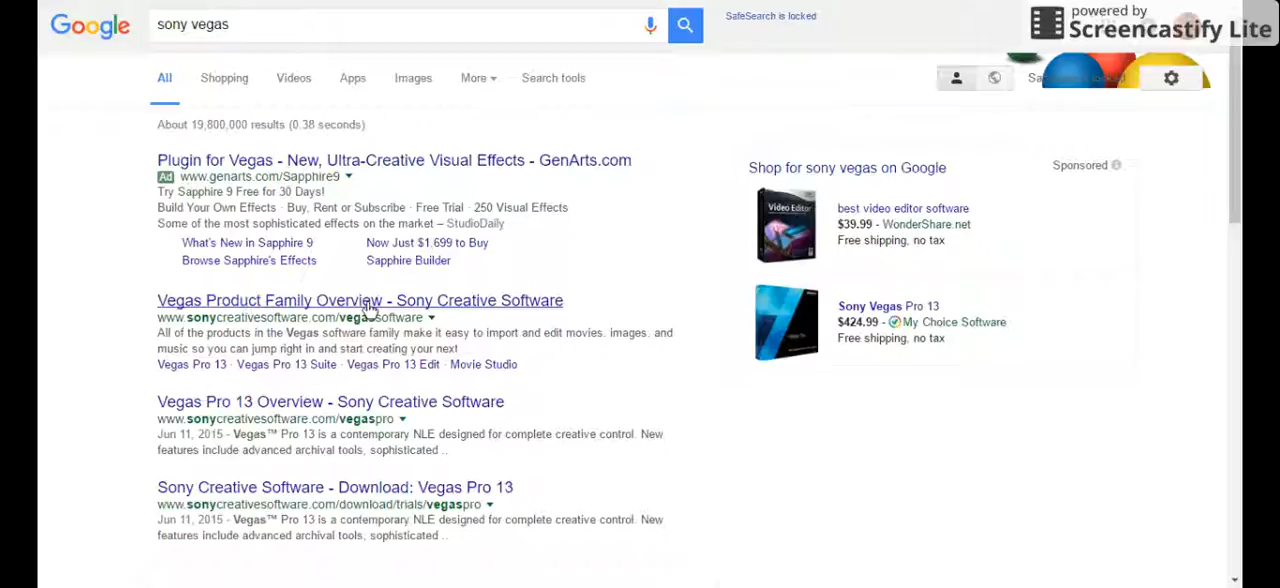 powered by
Screencastify Lite
Google
sony vegas
SafeSearch is locked
All
Shopping
Videos
Apps
Images
More
Search tools
About 19,800,000 results (0.38 seconds)
Plugin for Vegas - New, Ultra-Creative Visual Effects - GenArts.com
Ad www.genarts.com/Sapphire9
Try Sapphire 9 Free for 30 Days!
Build Your Own Effects · Buy, Rent or Subscribe · Free Trial · 250 Visual Effects
Some of the most sophisticated effects on the market – StudioDaily
What's New in Sapphire 9
Now Just $1,699 to Buy
Browse Sapphire's Effects
Sapphire Builder
Vegas Product Family Overview - Sony Creative Software
www.sonycreativesoftware.com/vegassoftware
All of the products in the Vegas software family make it easy to import and edit movies, images, and
music so you can jump right in and start creating your next
Vegas Pro 13 · Vegas Pro 13 Suite · Vegas Pro 13 Edit · Movie Studio
Vegas Pro 13 Overview - Sony Creative Software
www.sonycreativesoftware.com/vegaspro
Jun 11, 2015 - Vegas™ Pro 13 is a contemporary NLE designed for complete creative control. New
features include advanced archival tools, sophisticated ..
Sony Creative Software - Download: Vegas Pro 13
www.sonycreativesoftware.com/download/trials/vegaspro
Jun 11, 2015 - Vegas™ Pro 13 is a contemporary NLE designed for complete creative control. New
features include advanced archival tools, sophisticated ..
Shop for sony vegas on Google
Sponsored
Video Editor
best video editor software
$39.99 - WonderShare.net
Free shipping, no tax
Sony Vegas Pro 13
$424.99 - My Choice Software
Free shipping, no tax